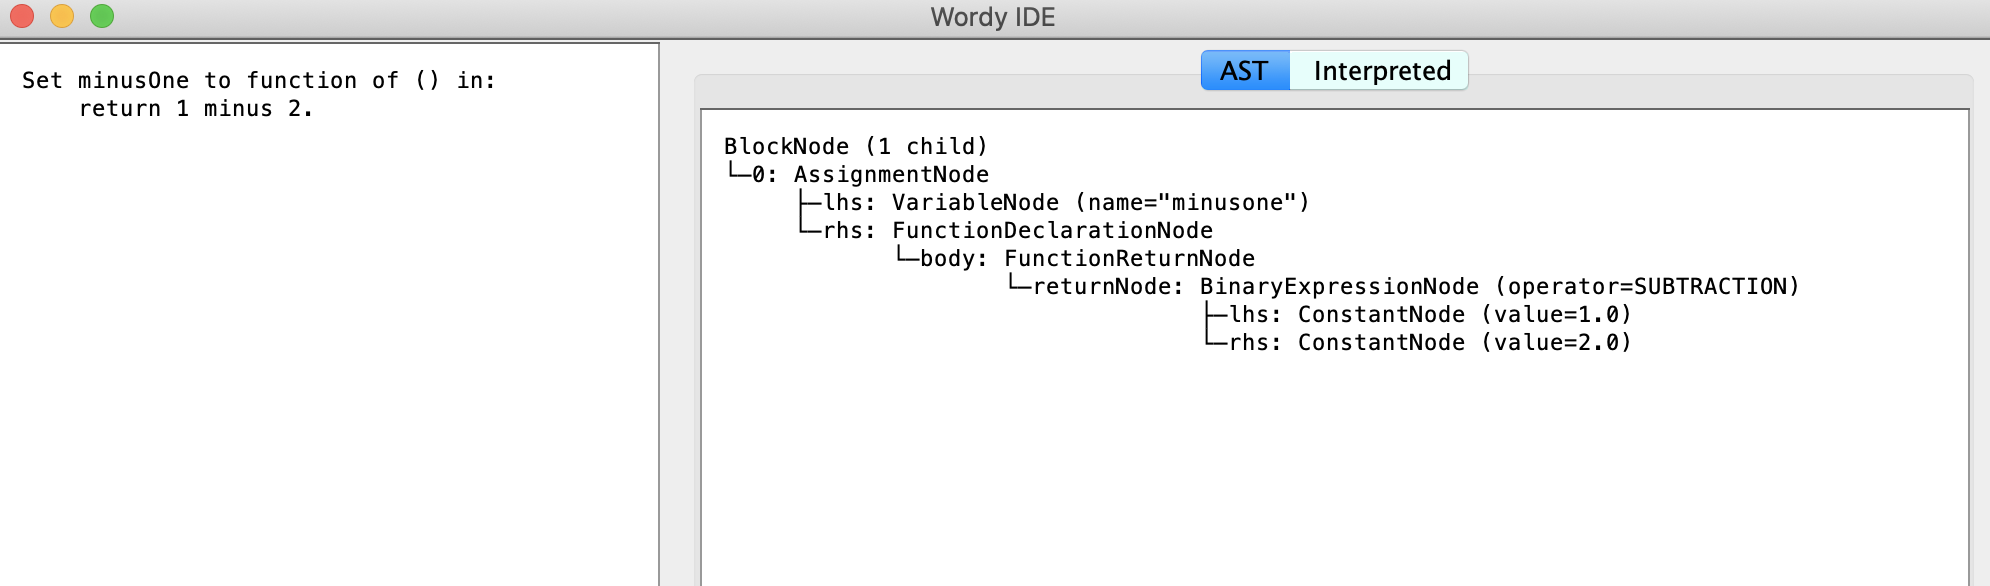 Wordy IDE
Set minusOne to function of () in:
    return 1 minus 2.
AST Interpreted
BlockNode (1 child)
└─0: AssignmentNode
     ├─lhs: VariableNode (name="minusone")
     └─rhs: FunctionDeclarationNode
            └─body: FunctionReturnNode
                    └─returnNode: BinaryExpressionNode (operator=SUBTRACTION)
                                  ├─lhs: ConstantNode (value=1.0)
                                  └─rhs: ConstantNode (value=2.0)